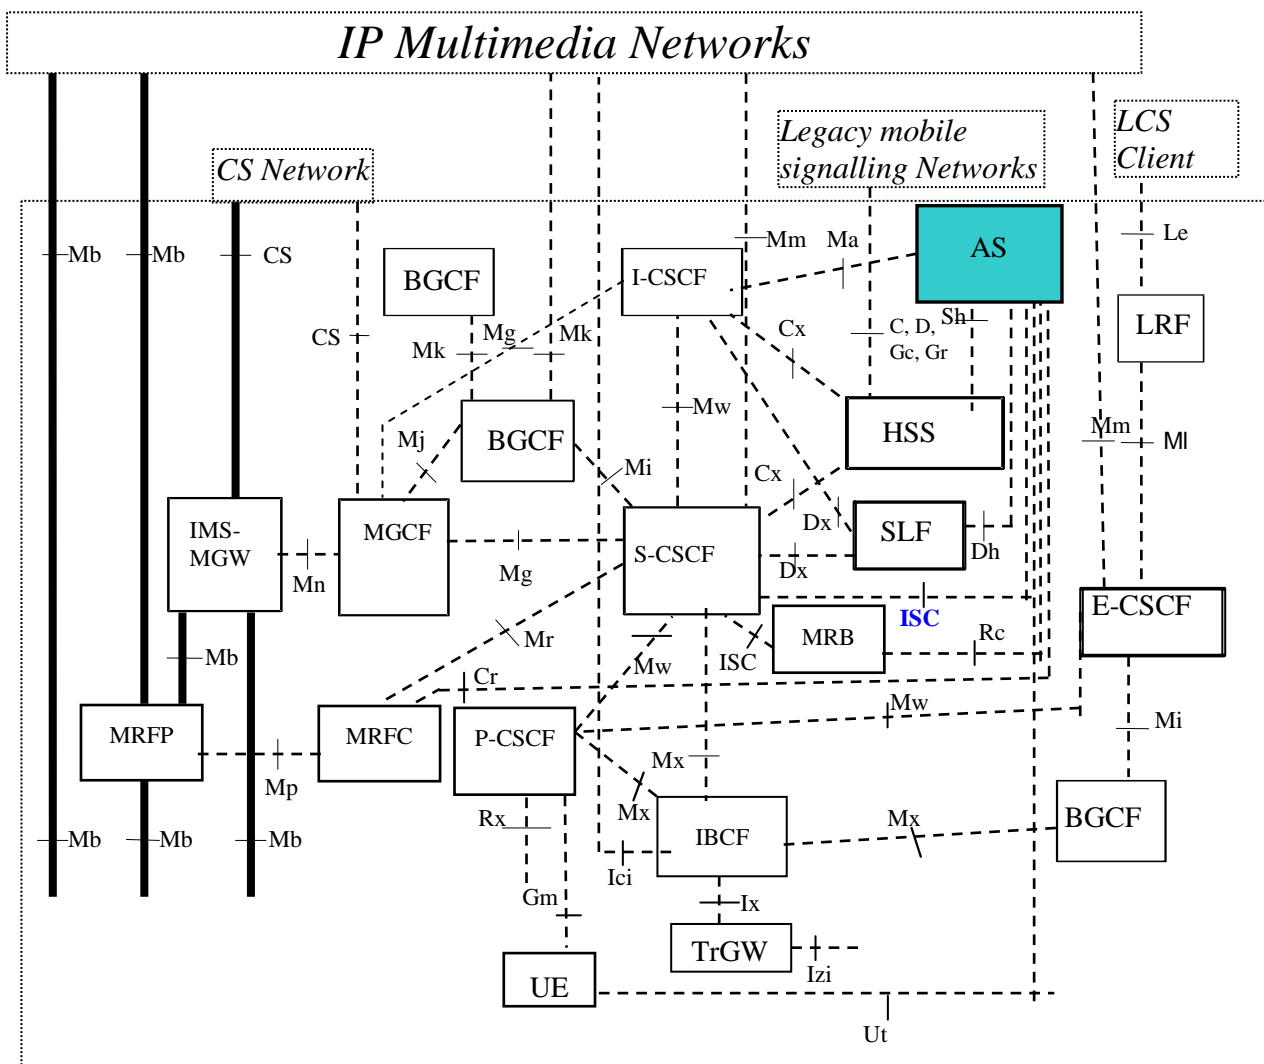 IP Multimedia Networks
Legacy mobile
signalling Networks
LCS
Client
CS Network
Mb
Mb
CS
BGCF
I-CSCF
Mm
Ma
AS
Le
CS
Mk
Mg
Mk
Cx
C, D,
Gc, Gr
Sh
LRF
Mw
Mj
BGCF
Mi
HSS
Mm
Ml
Cx
IMS-
MGW
MGCF
S-CSCF
Dx
SLF
Mn
Mg
Dx
Dh
E-CSCF
ISC
Mr
MRB
Rc
Mb
Mw
ISC
Cr
Mw
MRFP
MRFC
P-CSCF
Mi
Mp
Mx
Mx
Rx
Mx
BGCF
Mb
Mb
Mb
IBCF
Ici
Gm
Ix
TrGW
Izi
UE
Ut